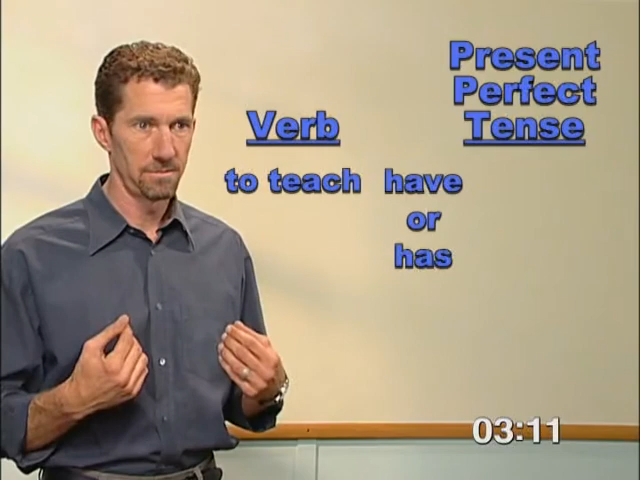 Present
Perfect
Verb Tense
to teach have
or
has
03:11